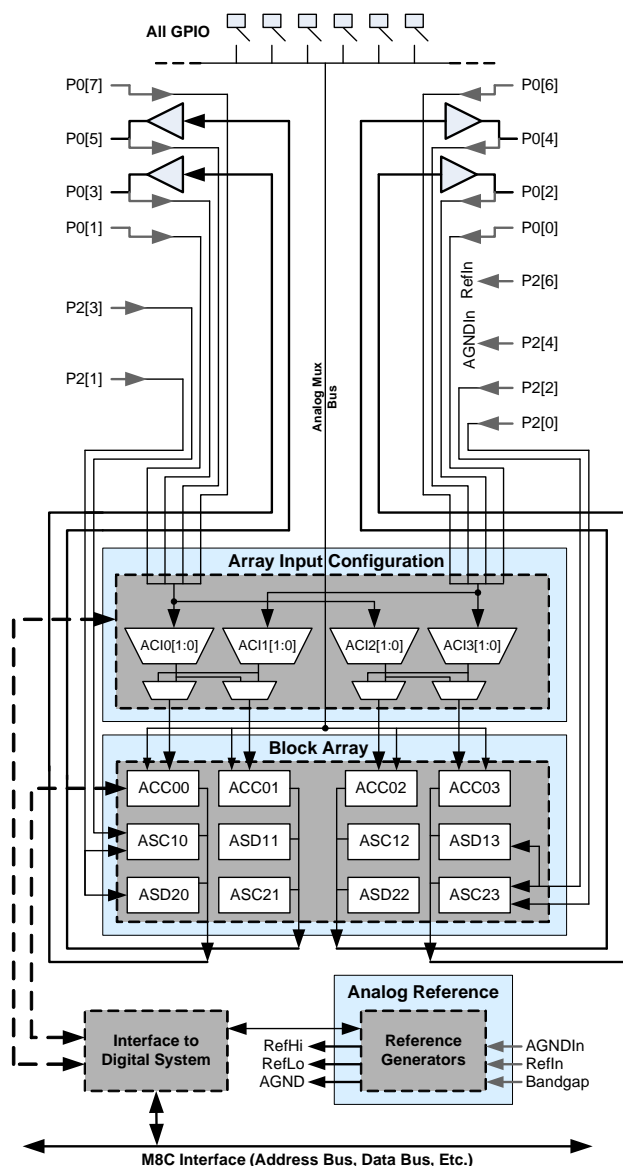 All GPIO
P0[7]
P0[6]
P0[5]
P0[4]
P0[3]
P0[2]
P0[1]
P0[0]
P2[6]
RefIn
P2[3]
P2[4]
AGNDIn
P2[1]
P2[2]
P2[0]
Analog Mux
Bus
Array Input Configuration
ACI0[1:0]
ACI1[1:0]
ACI2[1:0]
ACI3[1:0]
Block Array
ACC00
ACC01
ACC02
ACC03
ASC10
ASD11
ASC12
ASD13
ASD20
ASC21
ASD22
ASC23
Analog Reference
Interface to
Digital System
RefHi
RefLo
AGND
Reference
Generators
AGNDIn
RefIn
Bandgap
M8C Interface (Address Bus, Data Bus, Etc.)